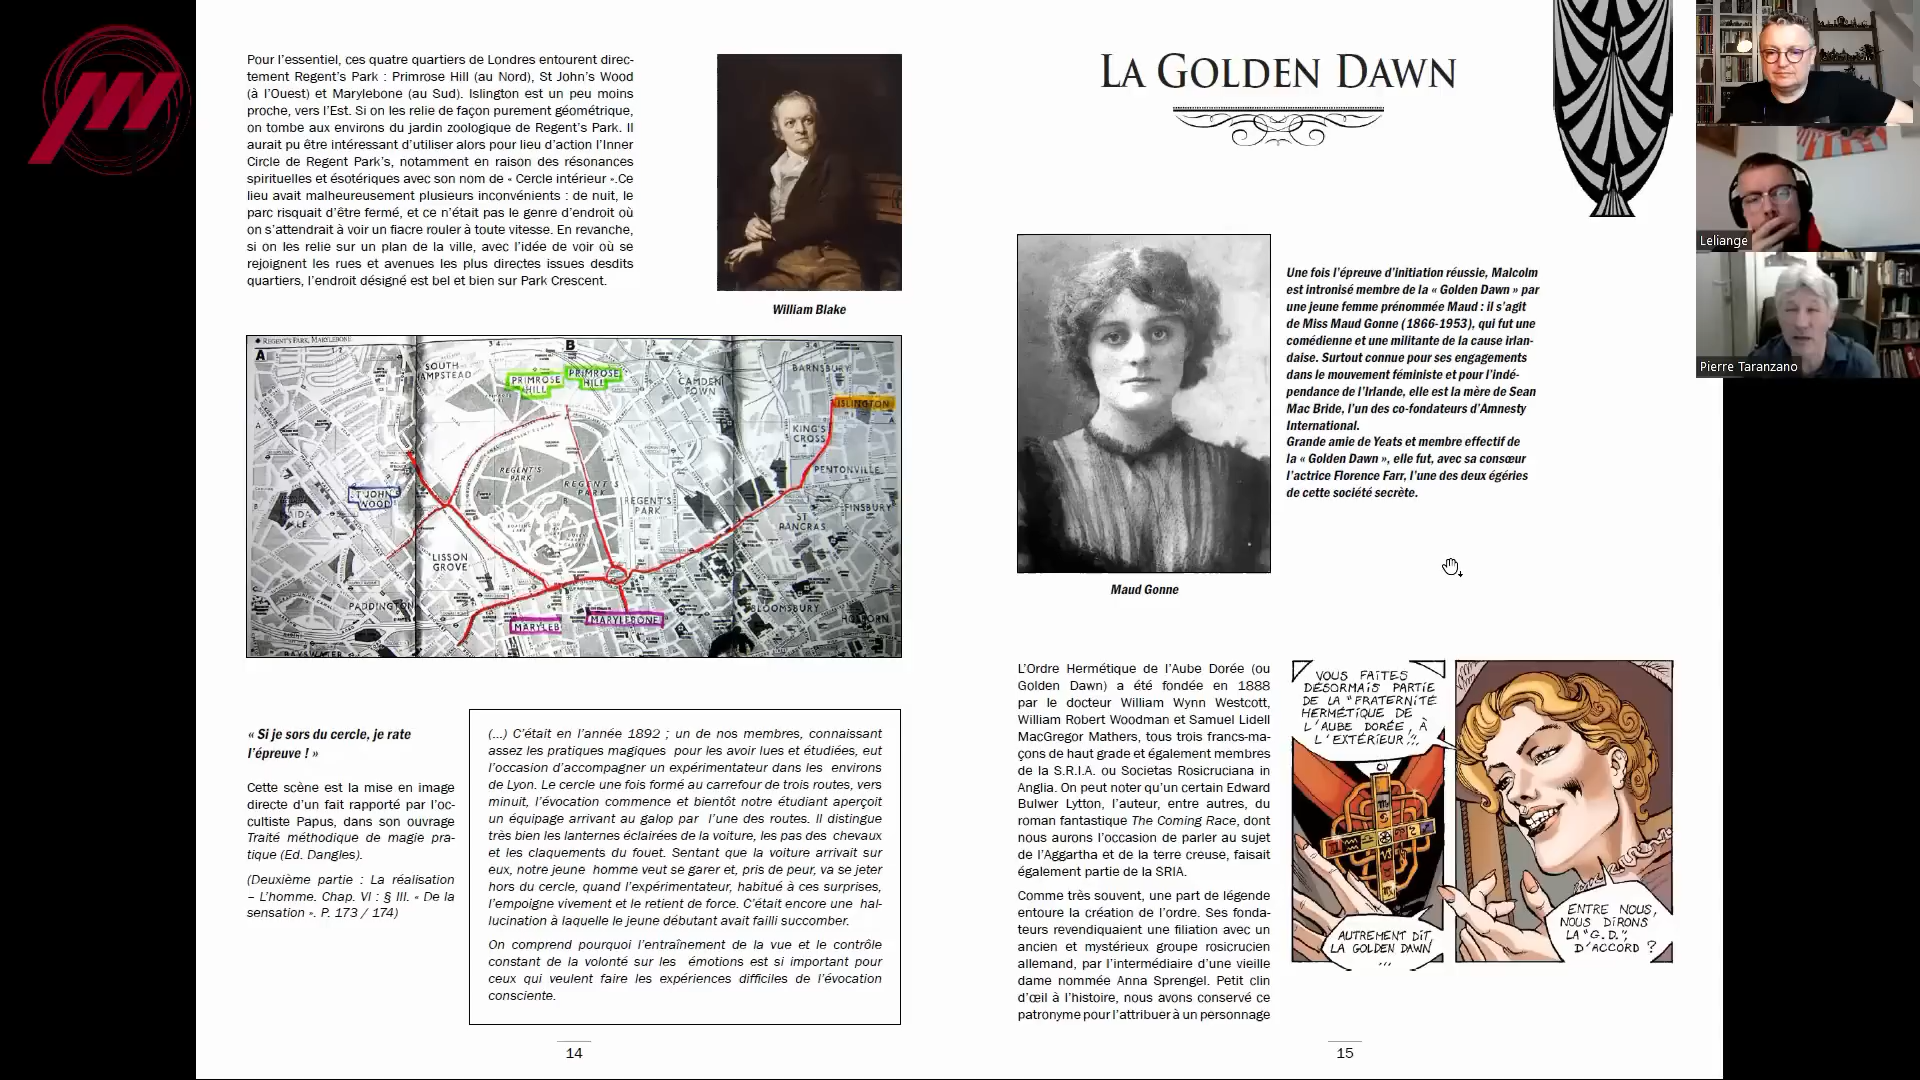 Pour l'essentiel, ces quatre quartiers de Londres entourent direc-
tement Regent's Park : Primrose Hill (au Nord), St John's Wood
(à l'Ouest) et Marylebone (au Sud). Islington est un peu moins
proche, vers l'Est. Si on les relie de façon purement géométrique,
on tombe aux environs du jardin zoologique de Regent's Park. Il
aurait pu être intéressant d'utiliser alors pour lieu d'action l'Inner
Circle de Regent Park's, notamment en raison des résonances
spirituelles et ésotériques avec son nom de « Cercle intérieur ».Ce
lieu avait malheureusement plusieurs inconvénients : de nuit, le
parc risquait d'être fermé, et ce n'était pas le genre d'endroit où
on s'attendrait à voir un fiacre rouler à toute vitesse. En revanche,
si on les relie sur un plan de la ville, avec l'idée de voir où se
rejoignent les rues et avenues les plus directes issues desdits
quartiers, l'endroit désigné est bel et bien sur Park Crescent.
William Blake
REGENT'S PARK, MARYLEBONE
A
B
SOUTH
HAMPSTEAD
PRIMROSE
HILL
PRIMROSE
HILL
CAMDEN
TOWN
BARNSBURY
ISLINGTON
KING'S
CROSS
PENTONVILLE
ST JOHN'S
WOOD
REGENT'S
PARK
REGENT'S
PARK
REGENT'S
PARK
FINSBURY
ST
PANCRAS
MAIDA
VALE
LISSON
GROVE
PADDINGTON
MARYLEB
MARYLEBONE
BLOOMSBURY
HOLBORN
BAYSWATER
« Si je sors du cercle, je rate
l'épreuve ! »
Cette scène est la mise en image
directe d'un fait rapporté par l'oc-
cultiste Papus, dans son ouvrage
Traité méthodique de magie pra-
tique (Ed. Dangles).
(Deuxième partie : La réalisation
– L'homme. Chap. VI : § III. « De la
sensation ». P. 173 / 174)
(...) C'était en l'année 1892 ; un de nos membres, connaissant
assez les pratiques magiques pour les avoir lues et étudiées, eut
l'occasion d'accompagner un expérimentateur dans les environs
de Lyon. Le cercle une fois formé au carrefour de trois routes, vers
minuit, l'évocation commence et bientôt notre étudiant aperçoit
un équipage arrivant au galop par l'une des routes. Il distingue
très bien les lanternes éclairées de la voiture, les pas des chevaux
et les claquements du fouet. Sentant que la voiture arrivait sur
eux, notre jeune homme veut se garer et, pris de peur, va se jeter
hors du cercle, quand l'expérimentateur, habitué à ces surprises,
l'empoigne vivement et le retient de force. C'était encore une hal-
lucination à laquelle le jeune débutant avait failli succomber.
On comprend pourquoi l'entraînement de la vue et le contrôle
constant de la volonté sur les émotions est si important pour
ceux qui veulent faire les expériences difficiles de l'évocation
consciente.
14
LA GOLDEN DAWN
Maud Gonne
Une fois l'épreuve d'initiation réussie, Malcolm
est intronisé membre de la « Golden Dawn » par
une jeune femme prénommée Maud : il s'agit
de Miss Maud Gonne (1866-1953), qui fut une
comédienne et une militante de la cause irlan-
daise. Surtout connue pour ses engagements
dans le mouvement féministe et pour l'indé-
pendance de l'Irlande, elle est la mère de Sean
Mac Bride, l'un des co-fondateurs d'Amnesty
International.
Grande amie de Yeats et membre effectif de
la « Golden Dawn », elle fut, avec sa consœur
l'actrice Florence Farr, l'une des deux égéries
de cette société secrète.
L'Ordre Hermétique de l'Aube Dorée (ou
Golden Dawn) a été fondée en 1888
par le docteur William Wynn Westcott,
William Robert Woodman et Samuel Lidell
MacGregor Mathers, tous trois francs-ma-
çons de haut grade et également membres
de la S.R.I.A. ou Societas Rosicruciana in
Anglia. On peut noter qu'un certain Edward
Bulwer Lytton, l'auteur, entre autres, du
roman fantastique The Coming Race, dont
nous aurons l'occasion de parler au sujet
de l'Aggartha et de la terre creuse, faisait
également partie de la SRIA.
Comme très souvent, une part de légende
entoure la création de l'ordre. Ses fonda-
teurs revendiquaient une filiation avec un
ancien et mystérieux groupe rosicrucien
allemand, par l'intermédiaire d'une vieille
dame nommée Anna Sprengel. Petit clin
d'œil à l'histoire, nous avons conservé ce
patronyme pour l'attribuer à un personnage
VOUS FAITES
DÉSORMAIS PARTIE
DE LA "FRATERNITÉ
HERMÉTIQUE DE
L'AUBE DORÉE, À
L'EXTÉRIEUR"...
AUTREMENT DIT
LA GOLDEN DAWN
...
ENTRE NOUS,
NOUS DIRONS
LA "G.D.",
D'ACCORD ?
15
Leliange
Pierre Taranzano